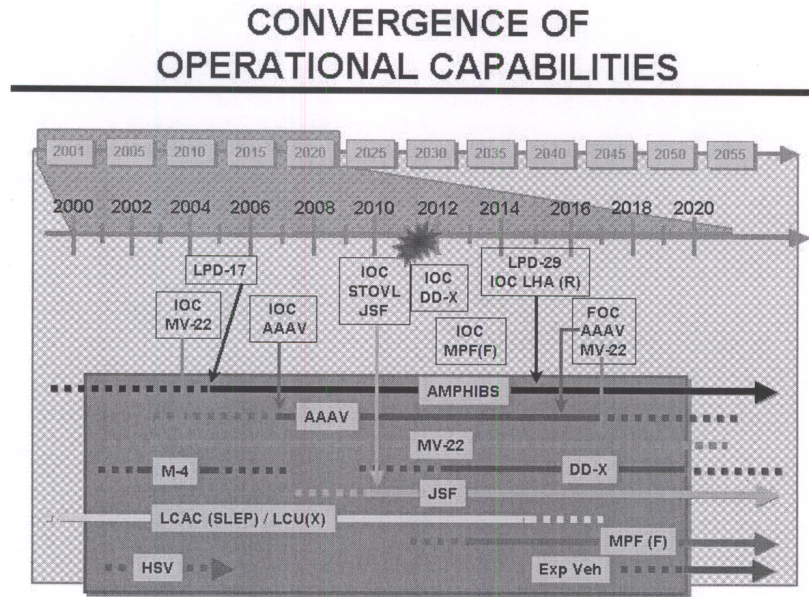 CONVERGENCE OF
OPERATIONAL CAPABILITIES
2001 2005 2010 2015 2020 2025 2030 2035 2040 2045 2050 2055
2000 2002 2004 2006 2008 2010 2012 2014 2016 2018 2020
LPD-17
IOC
MV-22
IOC
AAAV
IOC
STOVL
JSF
IOC
DD-X
IOC
MPF(F)
LPD-29
IOC LHA (R)
FOC
AAAV
MV-22
AMPHIBS
AAAV
MV-22
M-4
DD-X
JSF
LCAC (SLEP) / LCU(X)
MPF (F)
HSV
Exp Veh